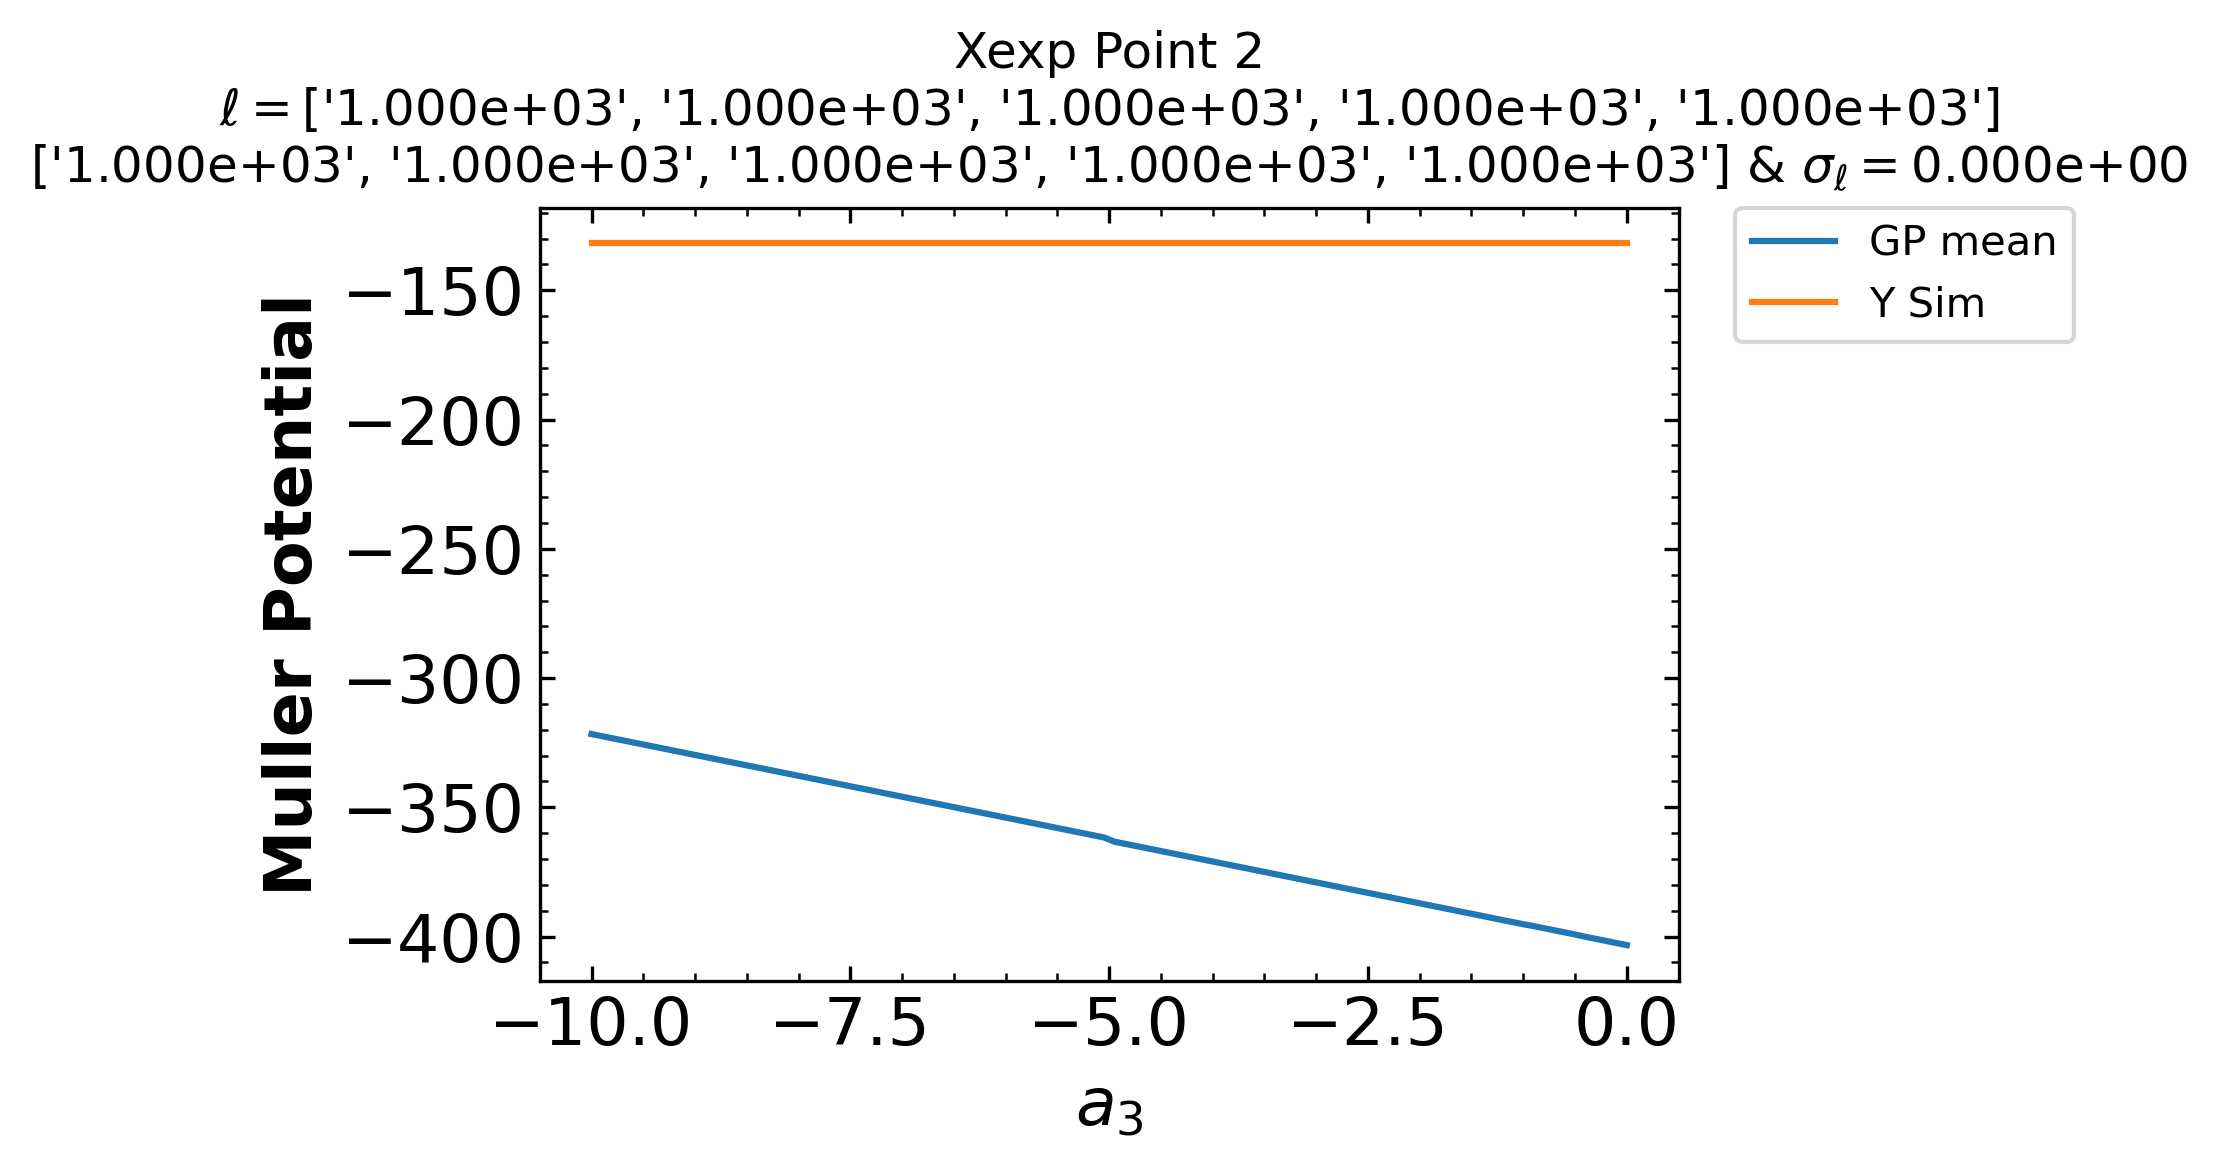 Xexp Point 2
ℓ = ['1.000e+03', '1.000e+03', '1.000e+03', '1.000e+03', '1.000e+03']
['1.000e+03', '1.000e+03', '1.000e+03', '1.000e+03', '1.000e+03'] & σℓ = 0.000e+00
GP mean
Y Sim
Muller Potential
−150
−200
−250
−300
−350
−400
−10.0 −7.5 −5.0 −2.5 0.0
a₃